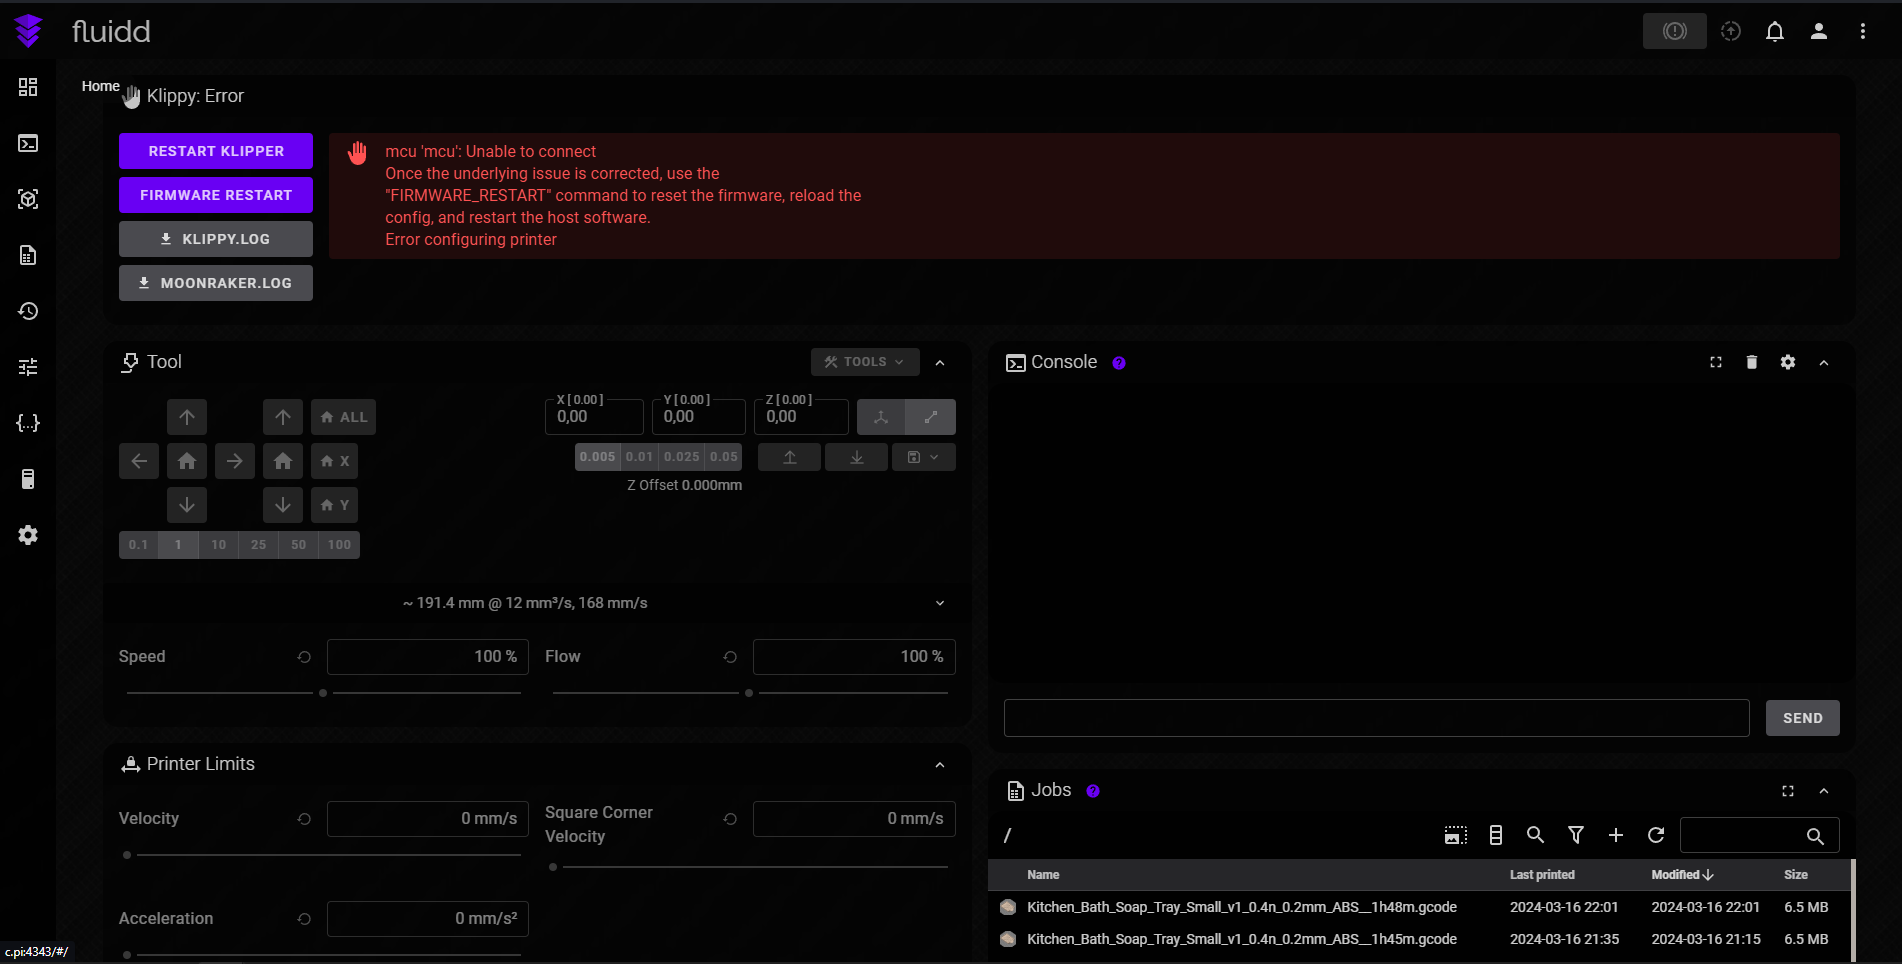 fluidd
Home
Klippy: Error
RESTART KLIPPER
FIRMWARE RESTART
KLIPPY.LOG
MOONRAKER.LOG
mcu 'mcu': Unable to connect
Once the underlying issue is corrected, use the
"FIRMWARE_RESTART" command to reset the firmware, reload the
config, and restart the host software.
Error configuring printer
Tool
TOOLS
ALL
X
Y
0.1 1 10 25 50 100
X [ 0.00 ] Y [ 0.00 ] Z [ 0.00 ]
0,00 0,00 0,00
0.005 0.01 0.025 0.05
Z Offset 0.000mm
~ 191.4 mm @ 12 mm³/s, 168 mm/s
Speed 100 % Flow 100 %
Printer Limits
Velocity 0 mm/s
Square Corner
Velocity
0 mm/s
Acceleration 0 mm/s²
Console ?
SEND
Jobs ?
/
Name Last printed Modified Size
Kitchen_Bath_Soap_Tray_Small_v1_0.4n_0.2mm_ABS__1h48m.gcode 2024-03-16 22:01 2024-03-16 22:01 6.5 MB
Kitchen_Bath_Soap_Tray_Small_v1_0.4n_0.2mm_ABS__1h45m.gcode 2024-03-16 21:35 2024-03-16 21:15 6.5 MB
c.pi:4343/#/